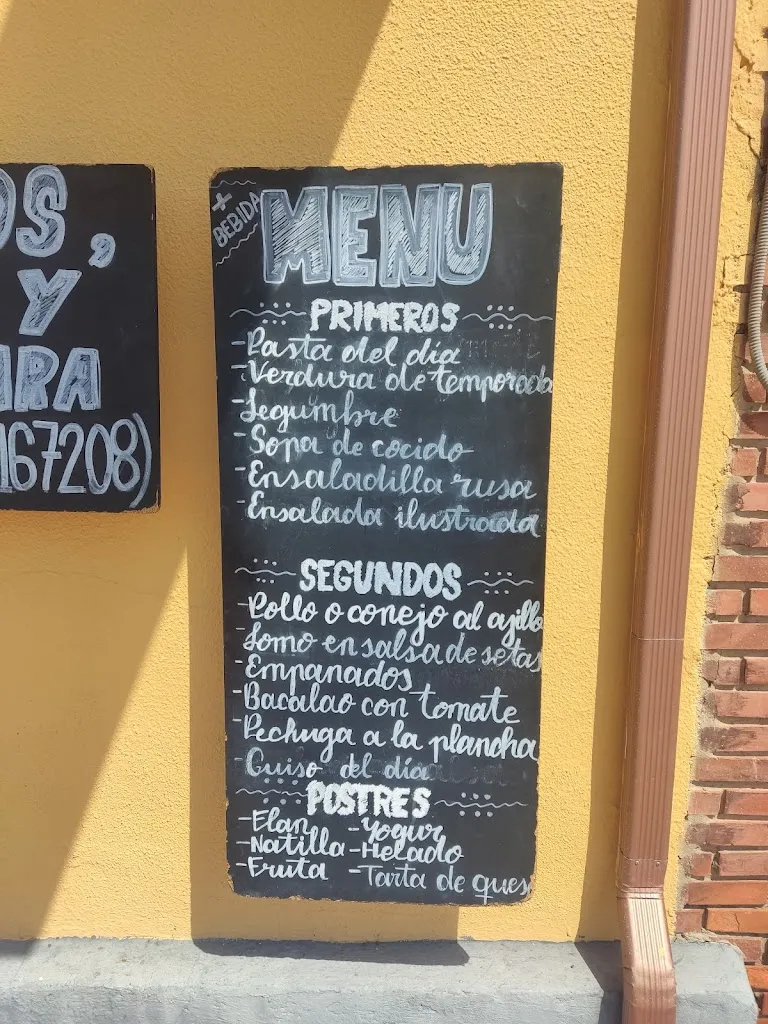 OS,
Y
ARA
167208)
+ BEBIDA
MENU
PRIMEROS
-Pasta del día
-Verdura de temporada
-Legumbre
-Sopa de cocido
-Ensaladilla rusa
-Ensalada ilustrada
SEGUNDOS
-Pollo o conejo al ajillo
-Lomo en salsa de setas
-Empanados
-Bacalao con tomate
-Pechuga a la plancha
-Guiso del día
POSTRES
-Flan -Yogur
-Natilla -Helado
-Fruta -Tarta de ques